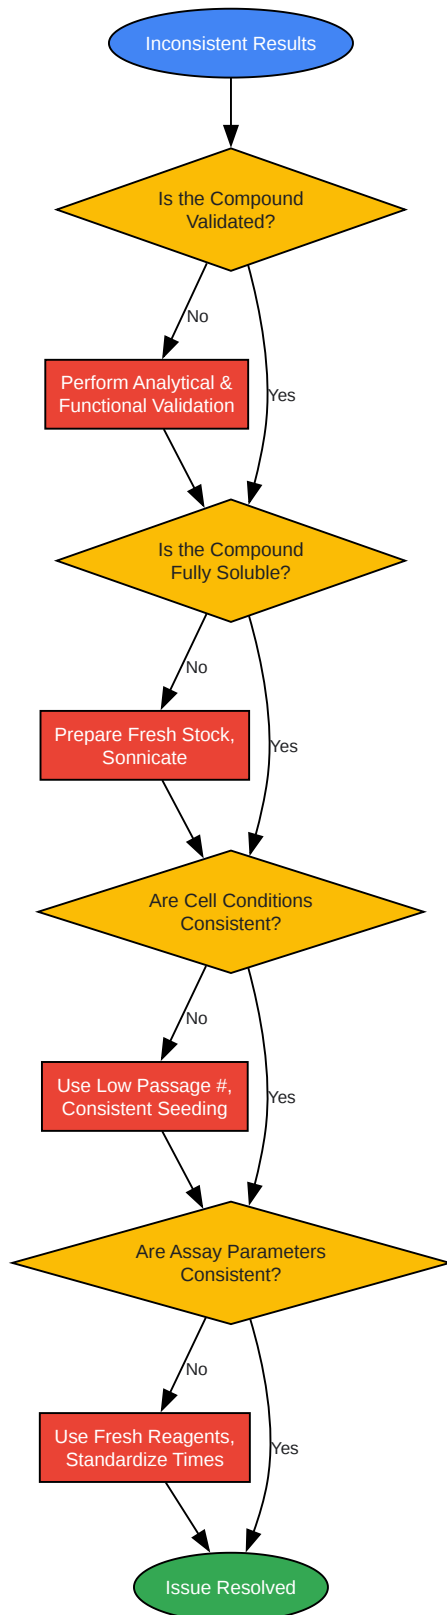 Inconsistent Results
Is the Compound
Validated?
No
Yes
Perform Analytical &
Functional Validation
Is the Compound
Fully Soluble?
No
Yes
Prepare Fresh Stock,
Sonnicate
Are Cell Conditions
Consistent?
No
Yes
Use Low Passage #,
Consistent Seeding
Are Assay Parameters
Consistent?
No
Yes
Use Fresh Reagents,
Standardize Times
Issue Resolved